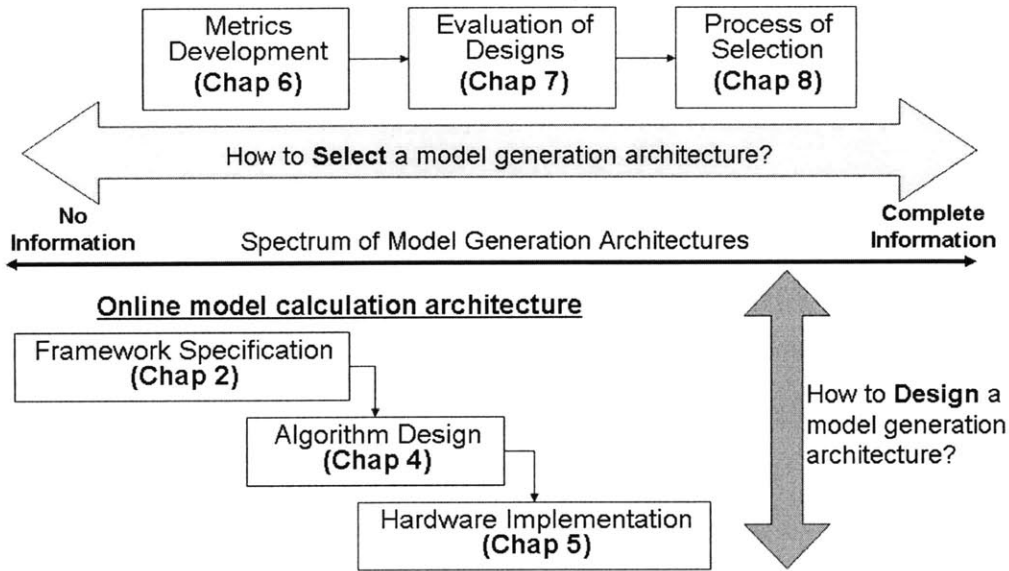 Metrics
Development
(Chap 6)
Evaluation of
Designs
(Chap 7)
Process of
Selection
(Chap 8)
How to Select a model generation architecture?
No
Information
Spectrum of Model Generation Architectures
Complete
Information
Online model calculation architecture
Framework Specification
(Chap 2)
Algorithm Design
(Chap 4)
Hardware Implementation
(Chap 5)
How to Design a
model generation
architecture?